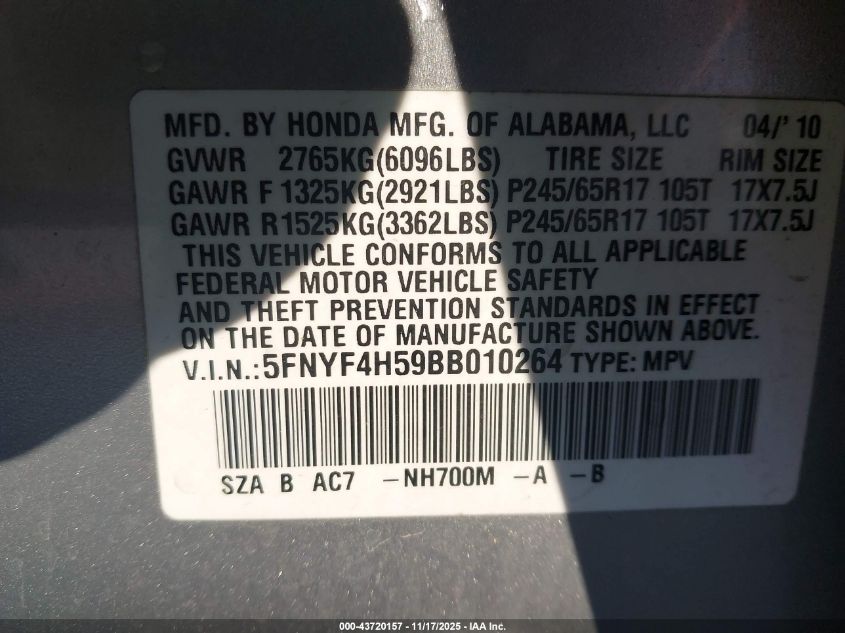 MFD. BY HONDA MFG. OF ALABAMA, LLC 04/'10
GVWR 2765KG(6096LBS) TIRE SIZE RIM SIZE
GAWR F 1325KG(2921LBS) P245/65R17 105T 17X7.5J
GAWR R1525KG(3362LBS) P245/65R17 105T 17X7.5J
THIS VEHICLE CONFORMS TO ALL APPLICABLE
FEDERAL MOTOR VEHICLE SAFETY
AND THEFT PREVENTION STANDARDS IN EFFECT
ON THE DATE OF MANUFACTURE SHOWN ABOVE.
V.I.N.:5FNYF4H59BB010264 TYPE: MPV
SZA B AC7 -NH700M -A -B
000-43720157 - 11/17/2025 - IAA Inc.